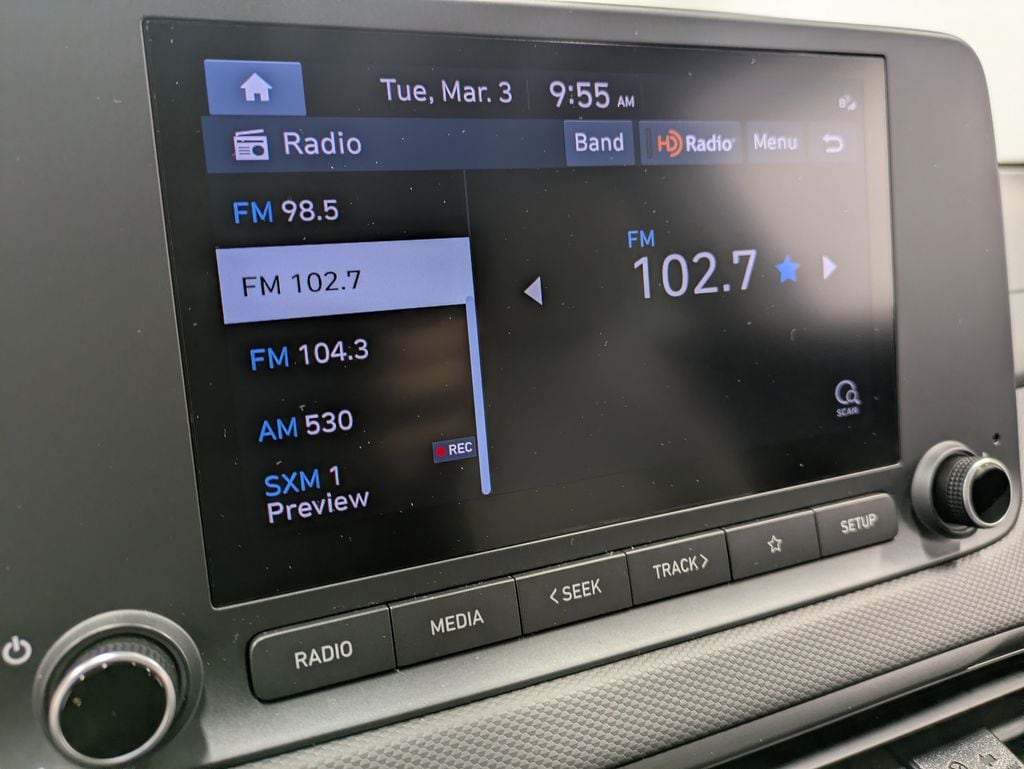 Tue, Mar. 3 9:55 AM
Radio Band HD Radio Menu
FM 98.5
FM 102.7
FM 104.3
AM 530
REC
SXM 1
Preview
FM
102.7
SCAN
RADIO MEDIA < SEEK TRACK > SETUP